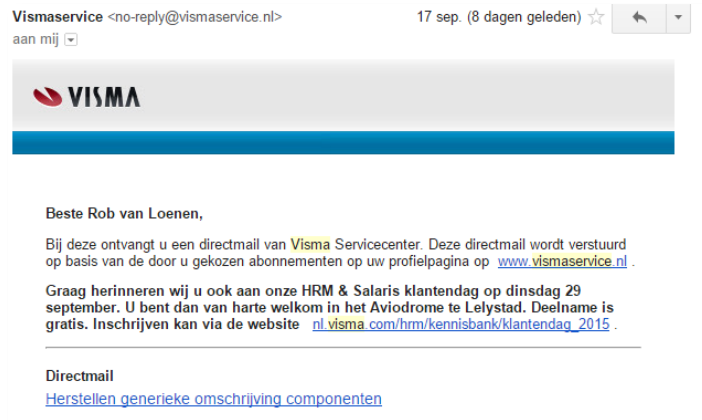 Vismaservice <no-reply@vismaservice.nl> 17 sep. (8 dagen geleden)
aan mij
VISMA
Beste Rob van Loenen,
Bij deze ontvangt u een directmail van Visma Servicecenter. Deze directmail wordt verstuurd
op basis van de door u gekozen abonnementen op uw profielpagina op www.vismaservice.nl .
Graag herinneren wij u ook aan onze HRM & Salaris klantendag op dinsdag 29
september. U bent dan van harte welkom in het Aviodrome te Lelystad. Deelname is
gratis. Inschrijven kan via de website nl.visma.com/hrm/kennisbank/klantendag_2015 .
Directmail
Herstellen generieke omschrijving componenten